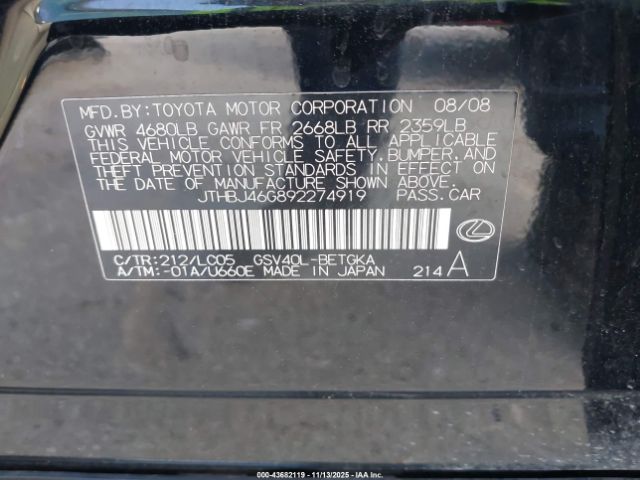 MFD.BY:TOYOTA MOTOR CORPORATION 08/08
GVWR 4680LB GAWR FR 2668LB RR 2359LB
THIS VEHICLE CONFORMS TO ALL APPLICABLE
FEDERAL MOTOR VEHICLE SAFETY, BUMPER, AND
THEFT PREVENTION STANDARDS IN EFFECT ON
THE DATE OF MANUFACTURE SHOWN ABOVE.
JTHBJ46G892274919 PASS.CAR
C/TR:212/LC05 GSV40L-BETGKA
A/TM:-01A/U660E MADE IN JAPAN 214 A
000-43682119 - 11/13/2025 - IAA, Inc.